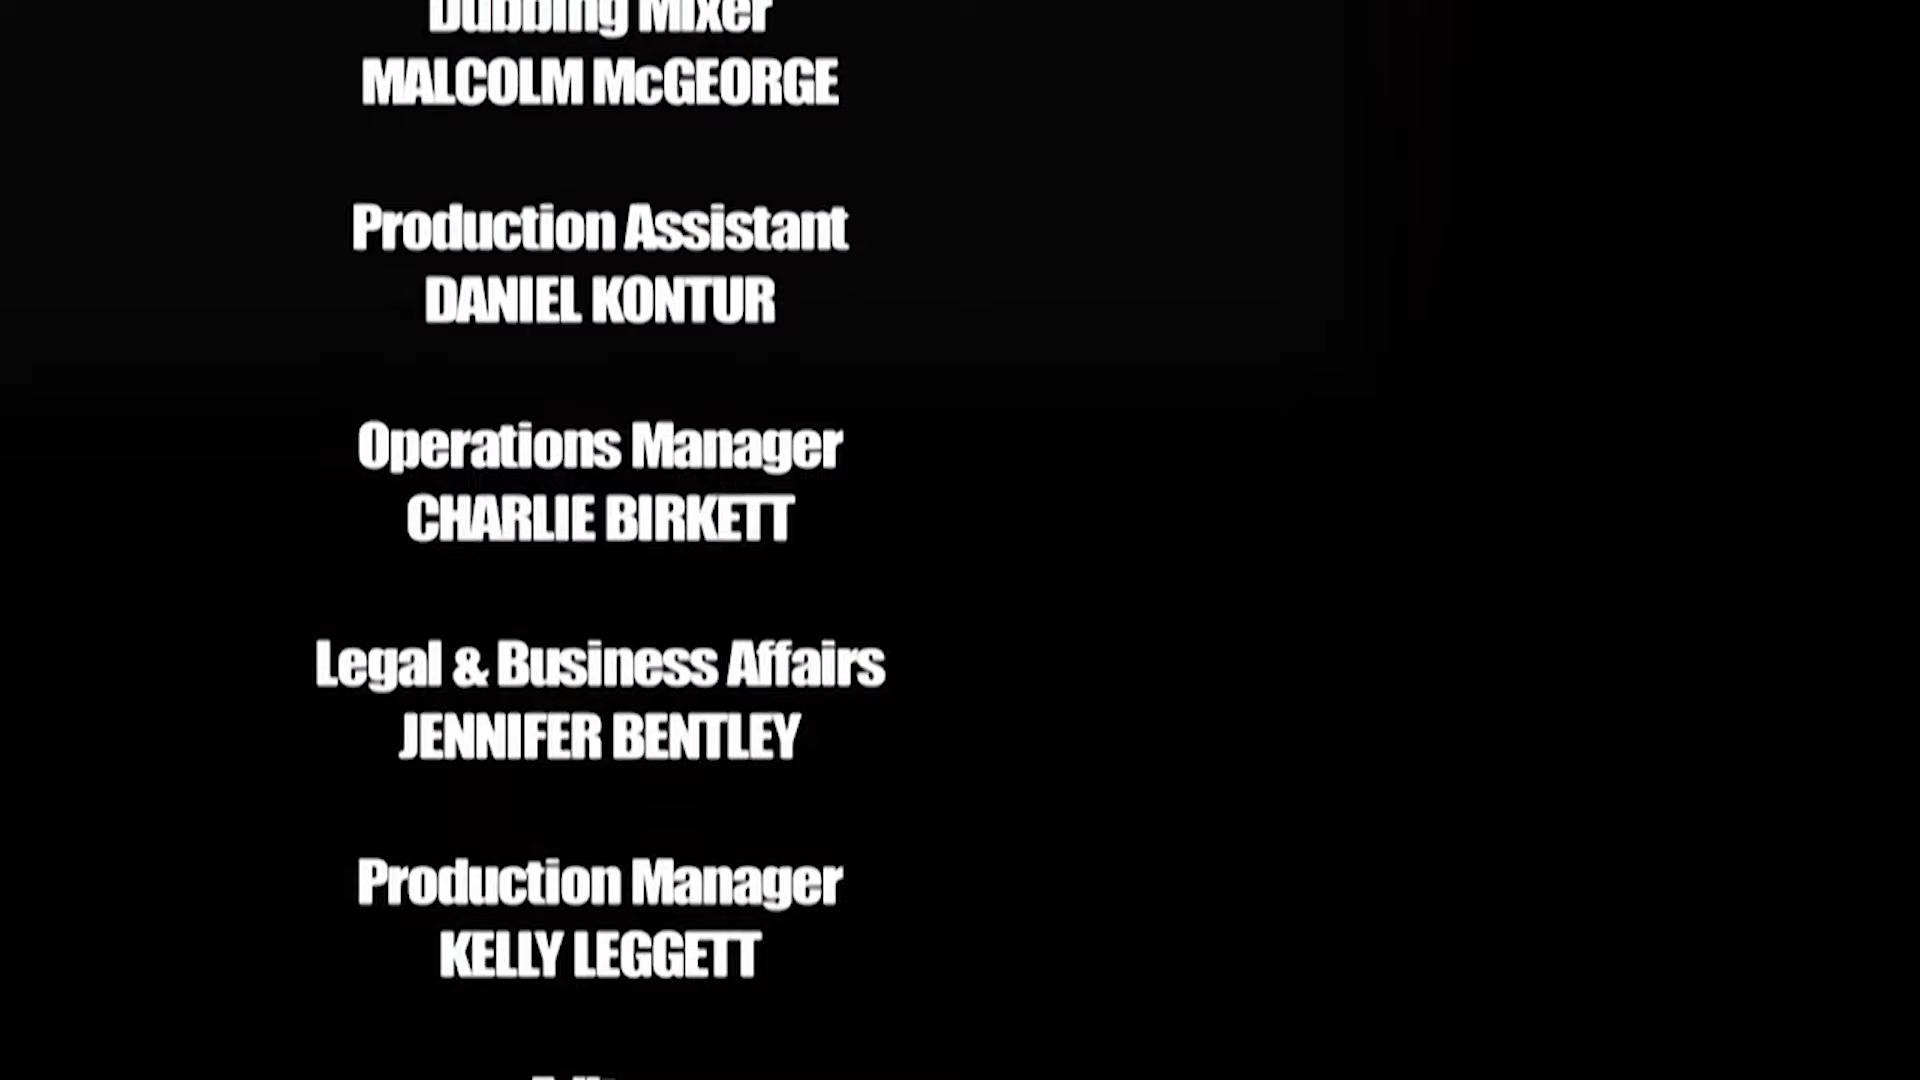 Dubbing Mixer
MALCOLM McGEORGE
Production Assistant
DANIEL KONTUR
Operations Manager
CHARLIE BIRKETT
Legal & Business Affairs
JENNIFER BENTLEY
Production Manager
KELLY LEGGETT